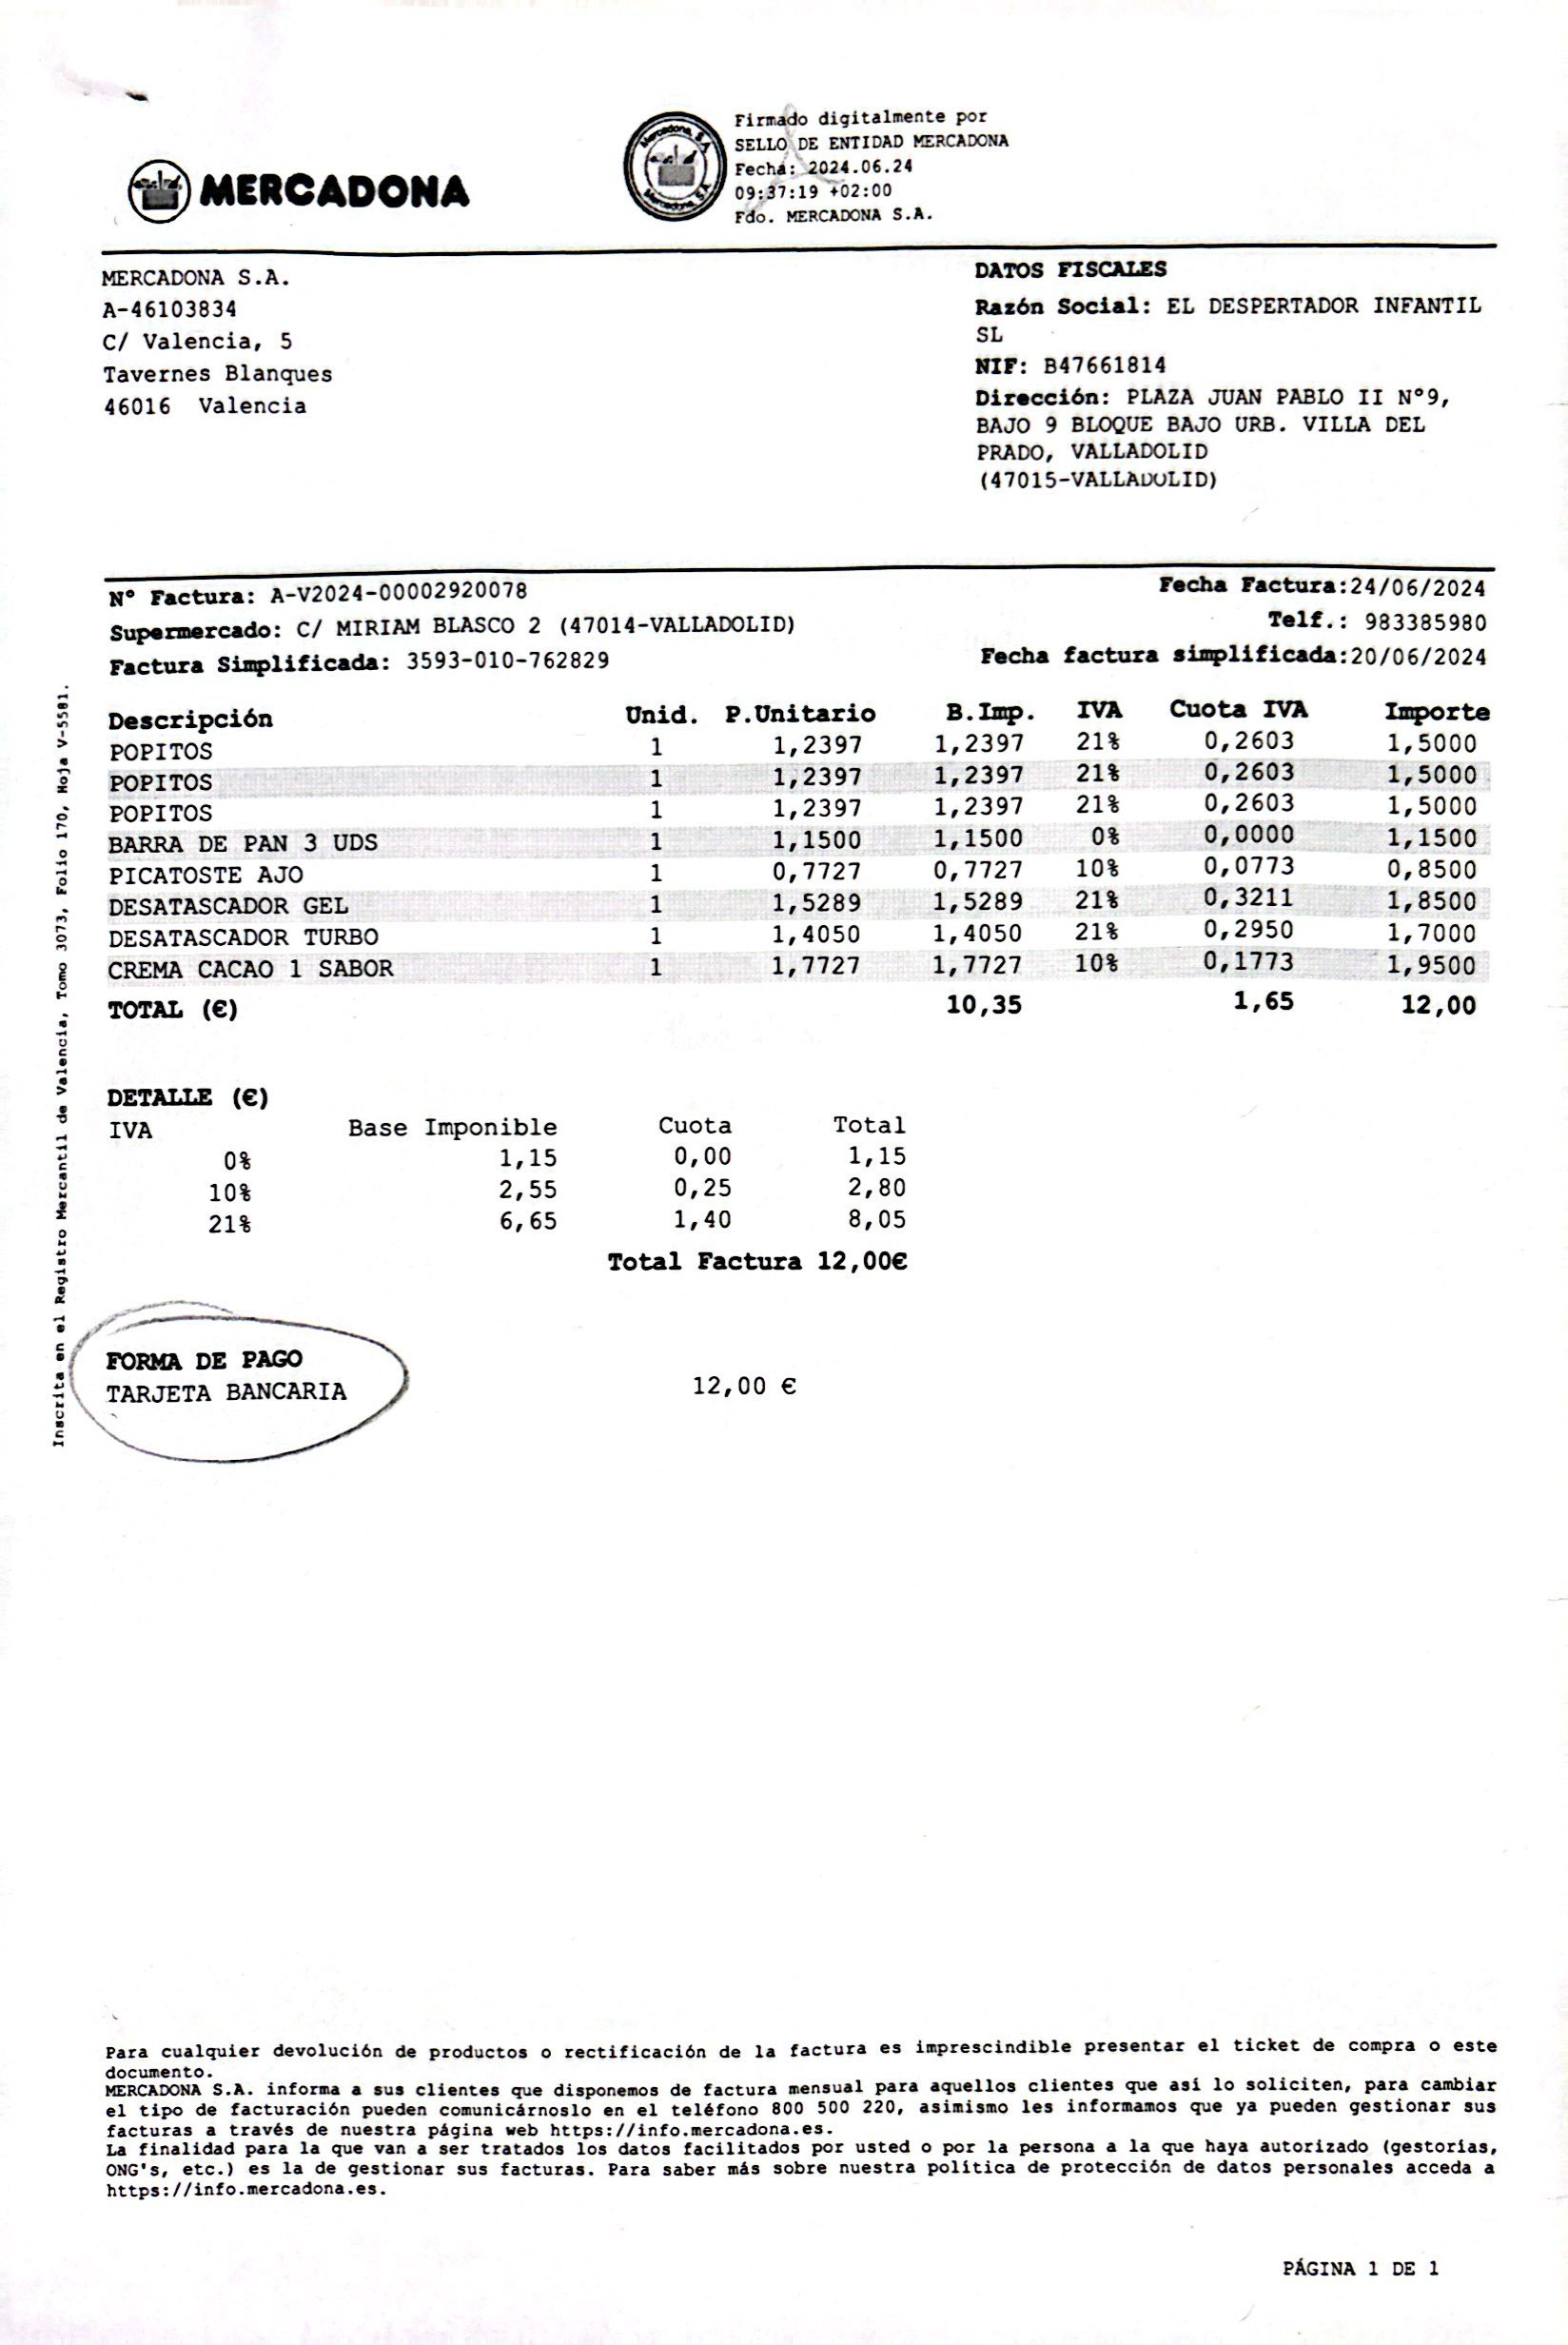 Firmado digitalmente por
SELLO DE ENTIDAD MERCADONA
Fecha: 2024.06.24
09:37:19 +02:00
Fdo. MERCADONA S.A.
Mercadona, S.A.
Mercadona, S.A.
MERCADONA
MERCADONA S.A.
A-46103834
C/ Valencia, 5
Tavernes Blanques
46016 Valencia
DATOS FISCALES
Razón Social: EL DESPERTADOR INFANTIL
SL
NIF: B47661814
Dirección: PLAZA JUAN PABLO II Nº9,
BAJO 9 BLOQUE BAJO URB. VILLA DEL
PRADO, VALLADOLID
(47015-VALLADOLID)
Nº Factura: A-V2024-00002920078 Fecha Factura:24/06/2024
Supermercado: C/ MIRIAM BLASCO 2 (47014-VALLADOLID) Telf.: 983385980
Factura Simplificada: 3593-010-762829 Fecha factura simplificada:20/06/2024
Descripción Unid. P.Unitario B.Imp. IVA Cuota IVA Importe
POPITOS 1 1,2397 1,2397 21% 0,2603 1,5000
POPITOS 1 1,2397 1,2397 21% 0,2603 1,5000
POPITOS 1 1,2397 1,2397 21% 0,2603 1,5000
BARRA DE PAN 3 UDS 1 1,1500 1,1500 0% 0,0000 1,1500
PICATOSTE AJO 1 0,7727 0,7727 10% 0,0773 0,8500
DESATASCADOR GEL 1 1,5289 1,5289 21% 0,3211 1,8500
DESATASCADOR TURBO 1 1,4050 1,4050 21% 0,2950 1,7000
CREMA CACAO 1 SABOR 1 1,7727 1,7727 10% 0,1773 1,9500
TOTAL (€) 10,35 1,65 12,00
DETALLE (€)
IVA Base Imponible Cuota Total
0% 1,15 0,00 1,15
10% 2,55 0,25 2,80
21% 6,65 1,40 8,05
Total Factura 12,00€
FORMA DE PAGO
TARJETA BANCARIA 12,00 €
Inscrita en el Registro Mercantil de Valencia, Tomo 3073, Folio 170, Hoja V-5581.
Para cualquier devolución de productos o rectificación de la factura es imprescindible presentar el ticket de compra o este
documento.
MERCADONA S.A. informa a sus clientes que disponemos de factura mensual para aquellos clientes que así lo soliciten, para cambiar
el tipo de facturación pueden comunicárnoslo en el teléfono 800 500 220, asimismo les informamos que ya pueden gestionar sus
facturas a través de nuestra página web https://info.mercadona.es.
La finalidad para la que van a ser tratados los datos facilitados por usted o por la persona a la que haya autorizado (gestorías,
ONG's, etc.) es la de gestionar sus facturas. Para saber más sobre nuestra política de protección de datos personales acceda a
https://info.mercadona.es.
PÁGINA 1 DE 1